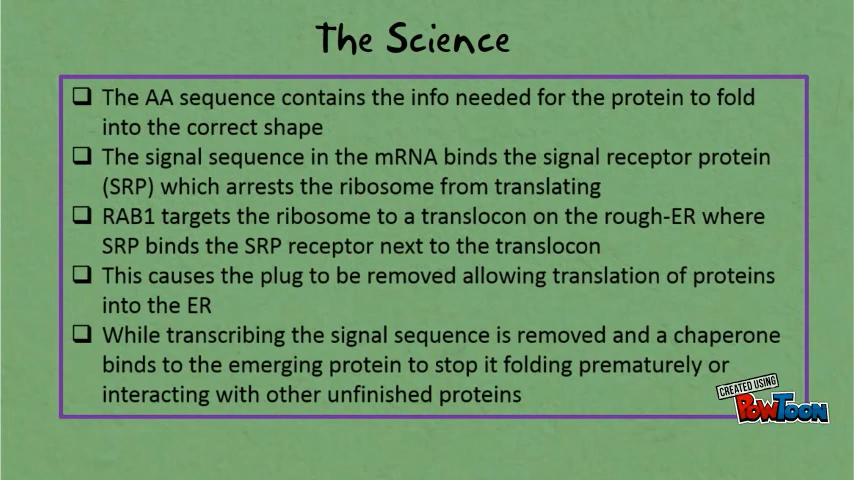 The Science
❑ The AA sequence contains the info needed for the protein to fold
into the correct shape
❑ The signal sequence in the mRNA binds the signal receptor protein
(SRP) which arrests the ribosome from translating
❑ RAB1 targets the ribosome to a translocon on the rough-ER where
SRP binds the SRP receptor next to the translocon
❑ This causes the plug to be removed allowing translation of proteins
into the ER
❑ While transcribing the signal sequence is removed and a chaperone
binds to the emerging protein to stop it folding prematurely or
interacting with other unfinished proteins
CREATED USING
POWTOON